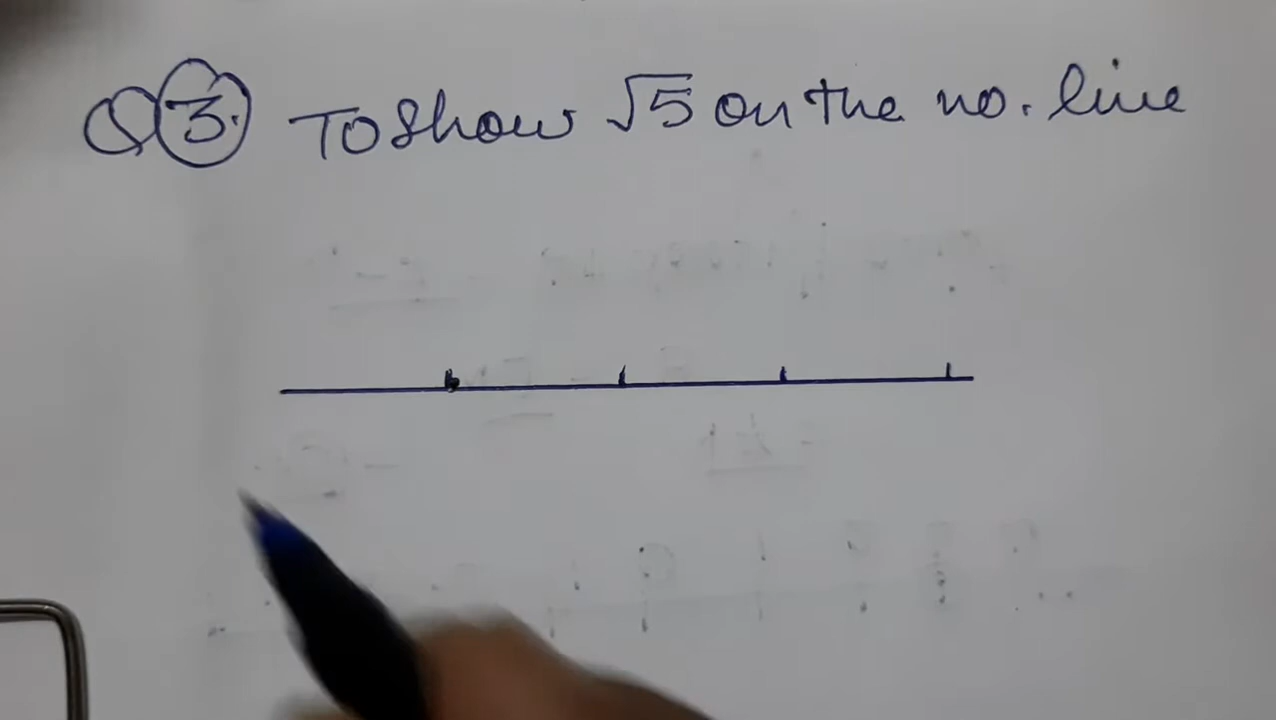 Q3. To Show √5 on the no. line